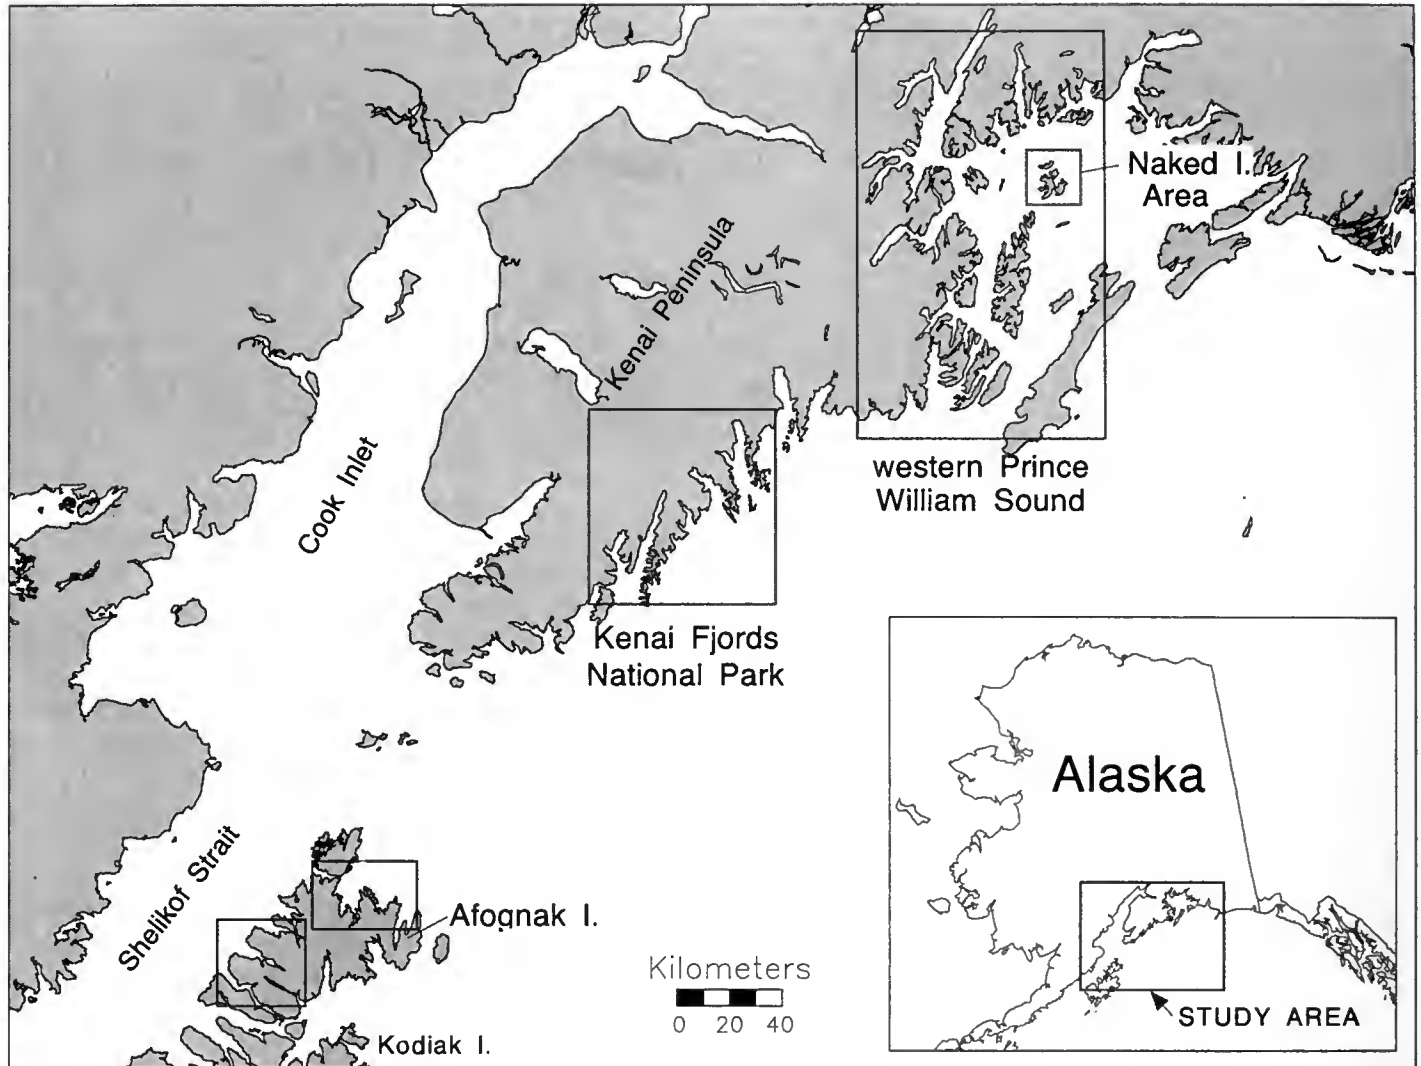 Naked I.
Area
Kenai Peninsula
Cook Inlet
western Prince
William Sound
Kenai Fjords
National Park
Alaska
Shelikof Strait
Afognak I.
Kilometers
0 20 40
STUDY AREA
Kodiak I.